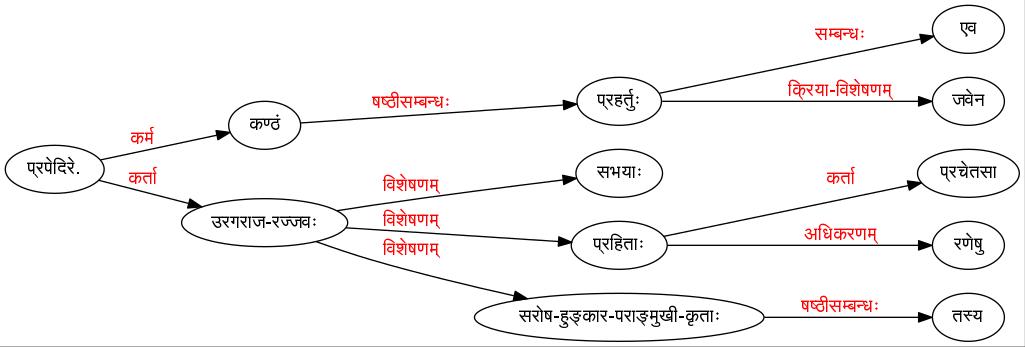 एव
सम्बन्धः
प्रहर्तुः
जवेन
क्रिया-विशेषणम्
षष्ठीसम्बन्धः
कण्ठं
कर्म
प्रपेदिरे.
कर्ता
सभयाः
प्रचेतसा
विशेषणम्
कर्ता
उरगराज-रज्जवः
विशेषणम्
प्रहिताः
अधिकरणम्
रणेषु
विशेषणम्
सरोष-हुङ्कार-पराङ्मुखी-कृताः
षष्ठीसम्बन्धः
तस्य